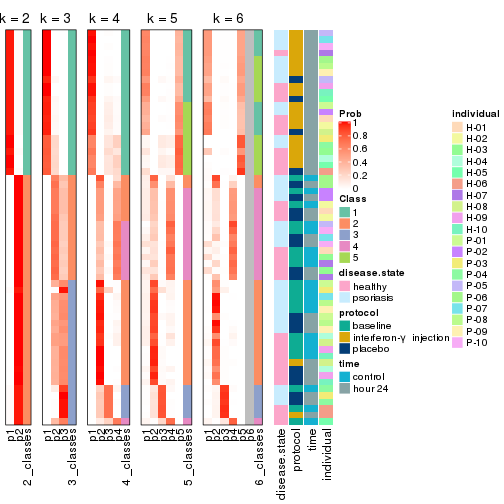 k = 2 k = 3 k = 4 k = 5 k = 6
p1 p2 2_classes p1 p2 p3 3_classes p1 p2 p3 p4 4_classes p1 p2 p3 p4 p5 5_classes p1 p2 p3 p4 p5 p6 6_classes disease.state protocol time individual
Prob
1
0.8
0.6
0.4
0.2
0
Class
1
2
3
4
5
disease.state
healthy
psoriasis
protocol
baseline
interferon-γ injection
placebo
time
control
hour 24
individual
H-01
H-02
H-03
H-04
H-05
H-06
H-07
H-08
H-09
H-10
P-01
P-02
P-03
P-04
P-05
P-06
P-07
P-08
P-09
P-10